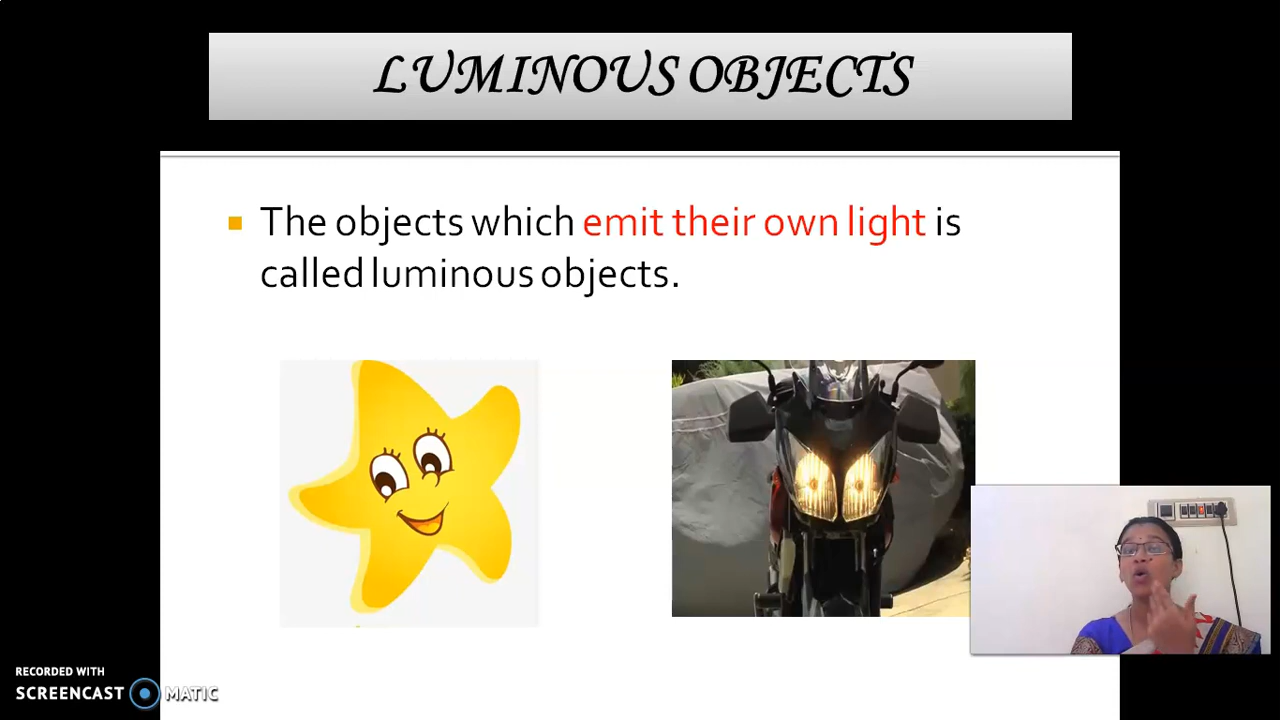 LUMINOUS OBJECTS
The objects which emit their own light is
called luminous objects.
RECORDED WITH
SCREENCAST MATIC